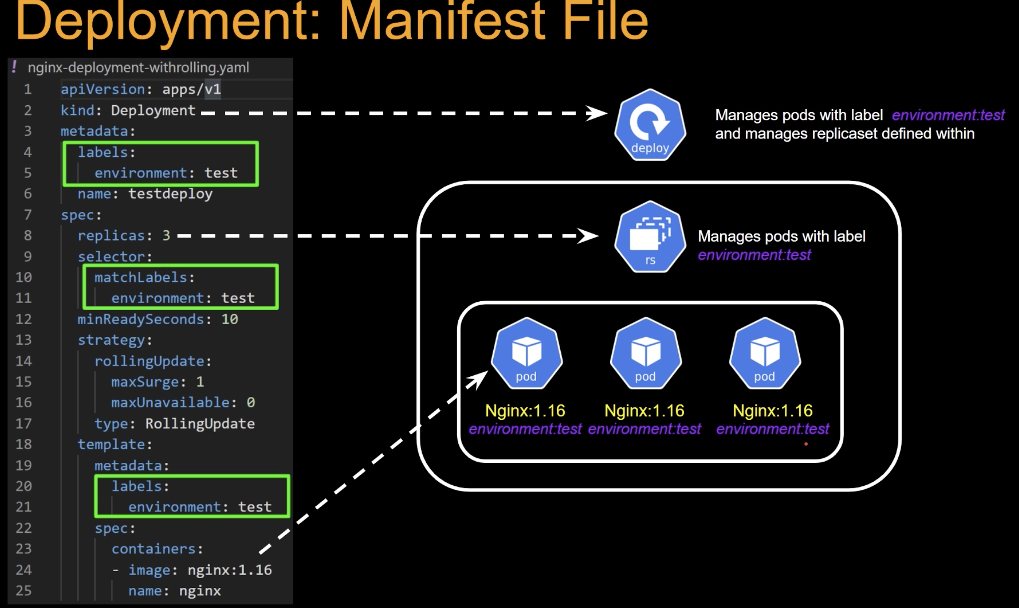 Deployment: Manifest File
! nginx-deployment-withrolling.yaml
1 apiVersion: apps/v1
2 kind: Deployment
3 metadata:
4 labels:
5 environment: test
6 name: testdeploy
7 spec:
8 replicas: 3
9 selector:
10 matchLabels:
11 environment: test
12 minReadySeconds: 10
13 strategy:
14 rollingUpdate:
15 maxSurge: 1
16 maxUnavailable: 0
17 type: RollingUpdate
18 template:
19 metadata:
20 labels:
21 environment: test
22 spec:
23 containers:
24 - image: nginx:1.16
25 name: nginx
deploy
Manages pods with label environment:test
and manages replicaset defined within
rs
Manages pods with label
environment:test
pod pod pod
Nginx:1.16 Nginx:1.16 Nginx:1.16
environment:test environment:test environment:test